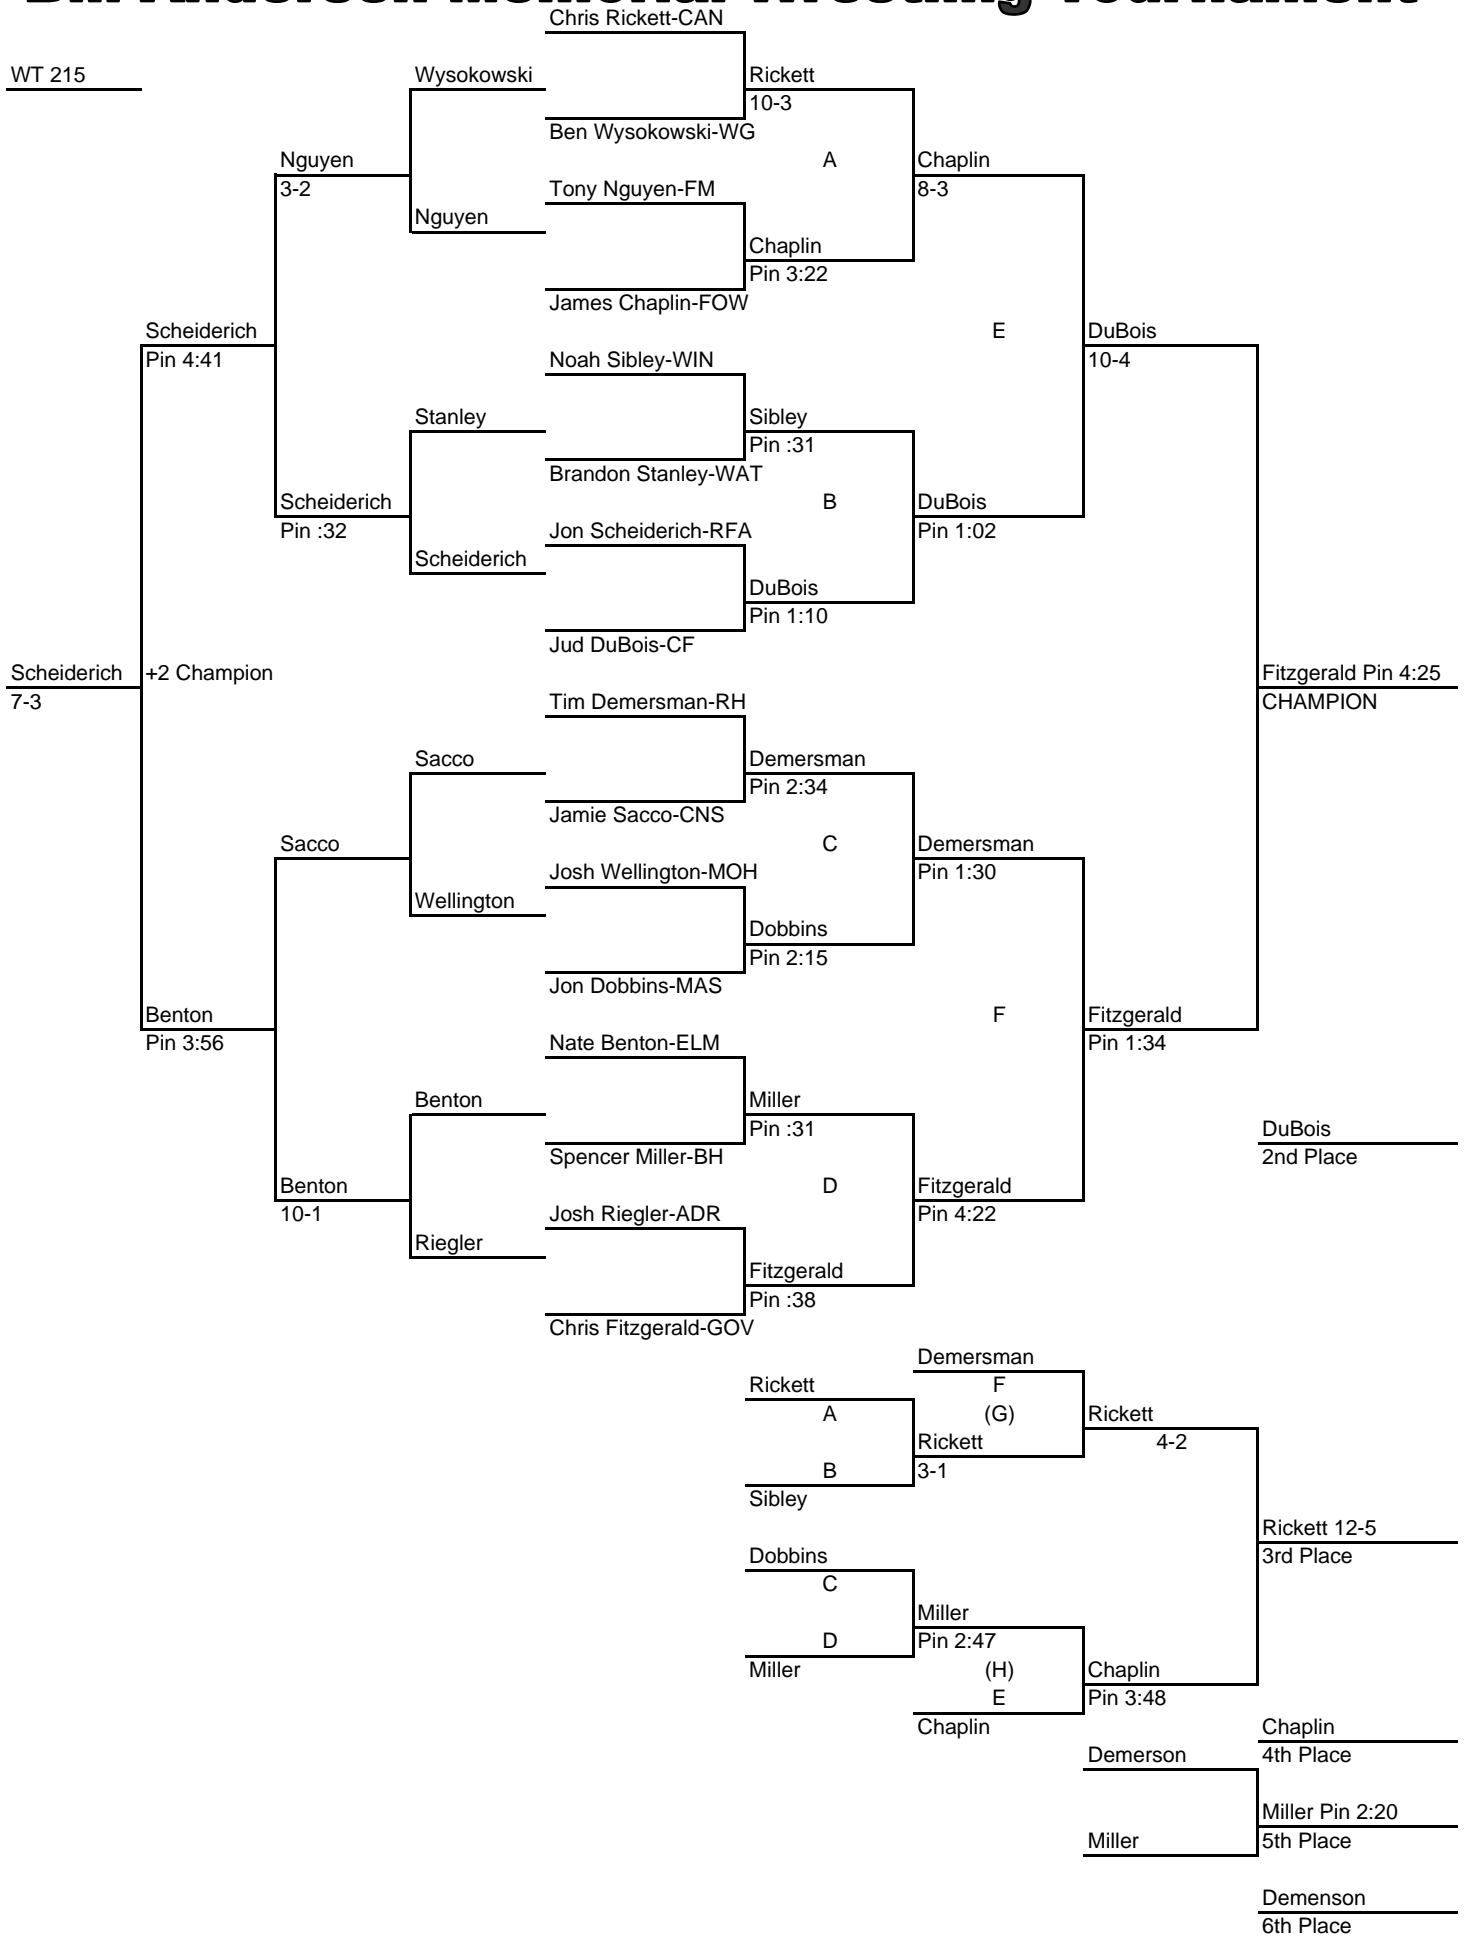 Bill Anderson Memorial Wrestling Tournament
Chris Rickett-CAN
WT 215
Wysokowski
Rickett
10-3
Ben Wysokowski-WG
Nguyen
A
Chaplin
3-2
Tony Nguyen-FM
8-3
Nguyen
Chaplin
Pin 3:22
James Chaplin-FOW
Scheiderich
E
DuBois
Pin 4:41
Noah Sibley-WIN
10-4
Stanley
Sibley
Pin :31
Brandon Stanley-WAT
Scheiderich
B
DuBois
Pin :32
Jon Scheiderich-RFA
Pin 1:02
Scheiderich
DuBois
Pin 1:10
Jud DuBois-CF
Scheiderich
+2 Champion
Fitzgerald Pin 4:25
7-3
Tim Demersman-RH
CHAMPION
Sacco
Demersman
Pin 2:34
Jamie Sacco-CNS
Sacco
C
Demersman
Josh Wellington-MOH
Pin 1:30
Wellington
Dobbins
Pin 2:15
Jon Dobbins-MAS
Benton
F
Fitzgerald
Pin 3:56
Nate Benton-ELM
Pin 1:34
Benton
Miller
Pin :31
DuBois
Spencer Miller-BH
2nd Place
Benton
D
Fitzgerald
10-1
Josh Riegler-ADR
Pin 4:22
Riegler
Fitzgerald
Pin :38
Chris Fitzgerald-GOV
Demersman
Rickett
F
A
(G)
Rickett
Rickett
4-2
B
3-1
Sibley
Rickett 12-5
Dobbins
3rd Place
C
Miller
D
Pin 2:47
Miller
(H)
Chaplin
E
Pin 3:48
Chaplin
Chaplin
Demerson
4th Place
Miller Pin 2:20
Miller
5th Place
Demenson
6th Place